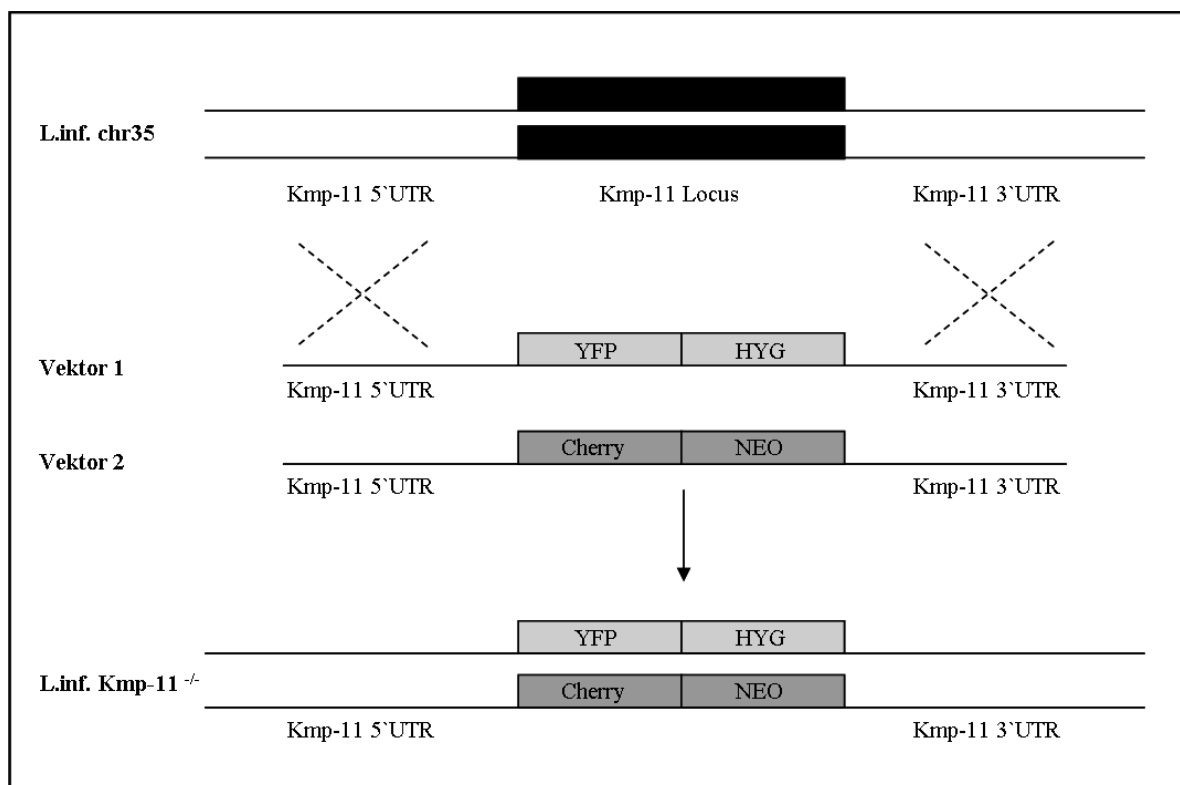 L.inf. chr35
Kmp-11 5`UTR Kmp-11 Locus Kmp-11 3`UTR
YFP HYG
Vektor 1
Kmp-11 5`UTR Kmp-11 3`UTR
Cherry NEO
Vektor 2
Kmp-11 5`UTR Kmp-11 3`UTR
YFP HYG
L.inf. Kmp-11 -/-
Cherry NEO
Kmp-11 5`UTR Kmp-11 3`UTR